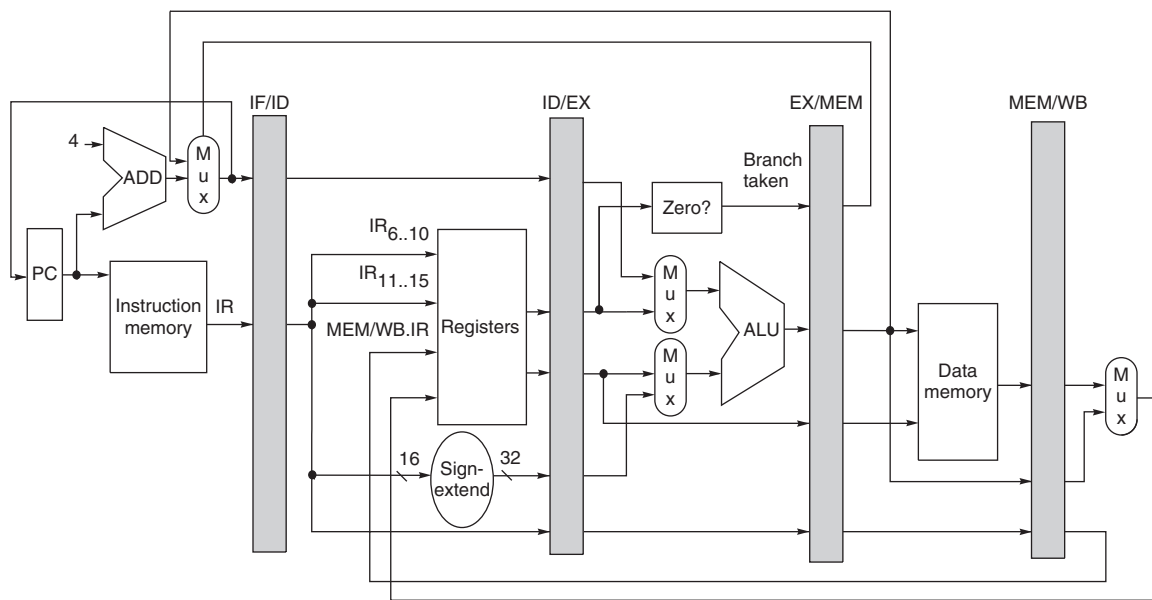 IF/ID
ID/EX
EX/MEM
MEM/WB
4
ADD
M
u
x
Branch
taken
Zero?
IR6..10
IR11..15
MEM/WB.IR
PC
Instruction
memory
IR
Registers
M
u
x
M
u
x
ALU
Data
memory
M
u
x
16
Sign-
extend
32